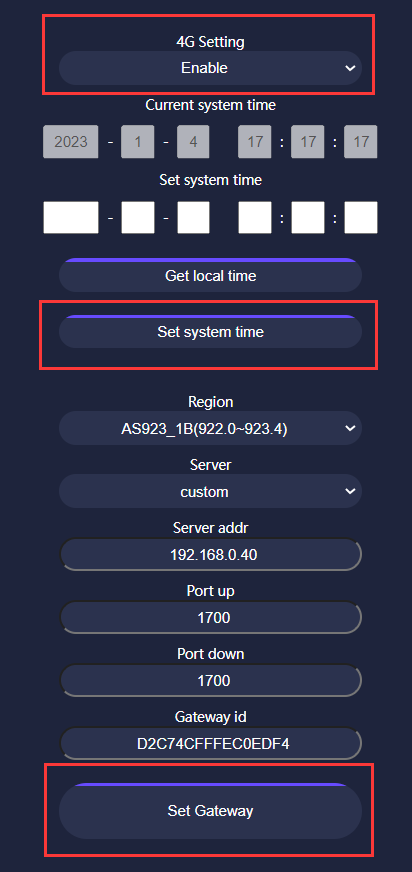 4G Setting
Enable
Current system time
2023 - 1 - 4 17 : 17 : 17
Set system time
- - : :
Get local time
Set system time
Region
AS923_1B(922.0~923.4)
Server
custom
Server addr
192.168.0.40
Port up
1700
Port down
1700
Gateway id
D2C74CFFFEC0EDF4
Set Gateway